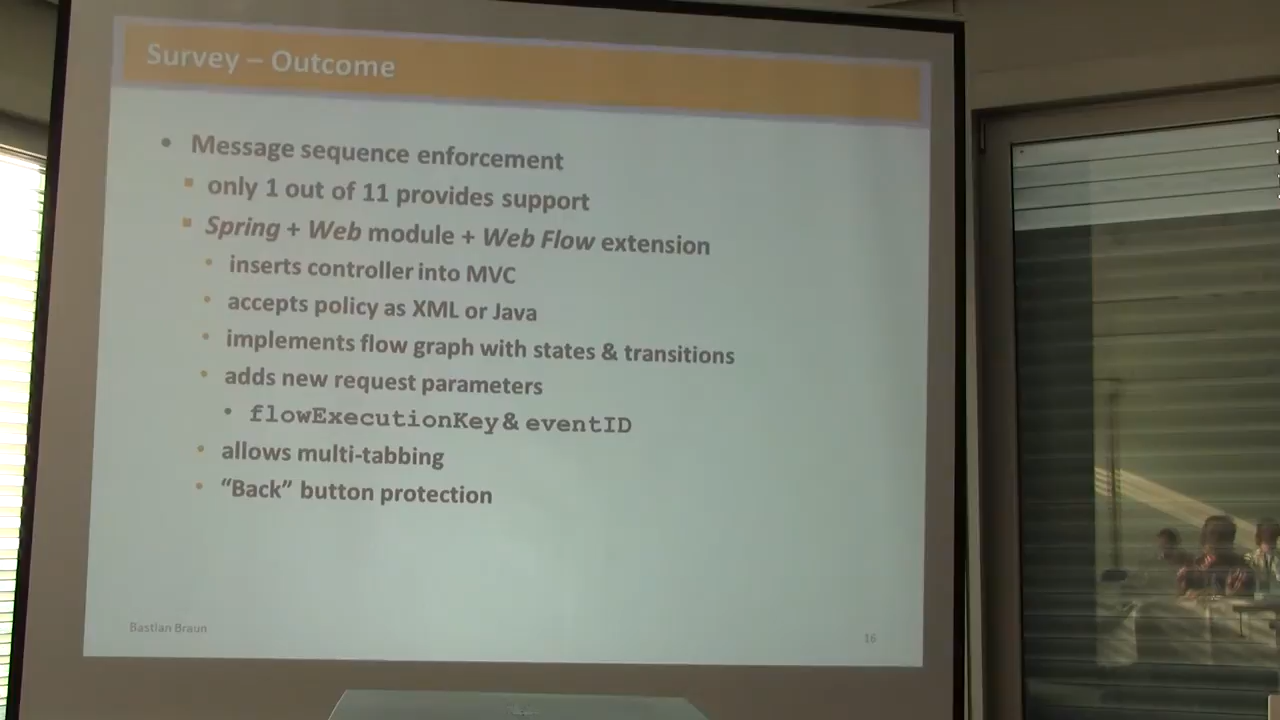 Survey – Outcome
• Message sequence enforcement
▪ only 1 out of 11 provides support
▪ Spring + Web module + Web Flow extension
• inserts controller into MVC
• accepts policy as XML or Java
• implements flow graph with states & transitions
• adds new request parameters
• flowExecutionKey & eventID
• allows multi-tabbing
• “Back” button protection
Bastian Braun
16